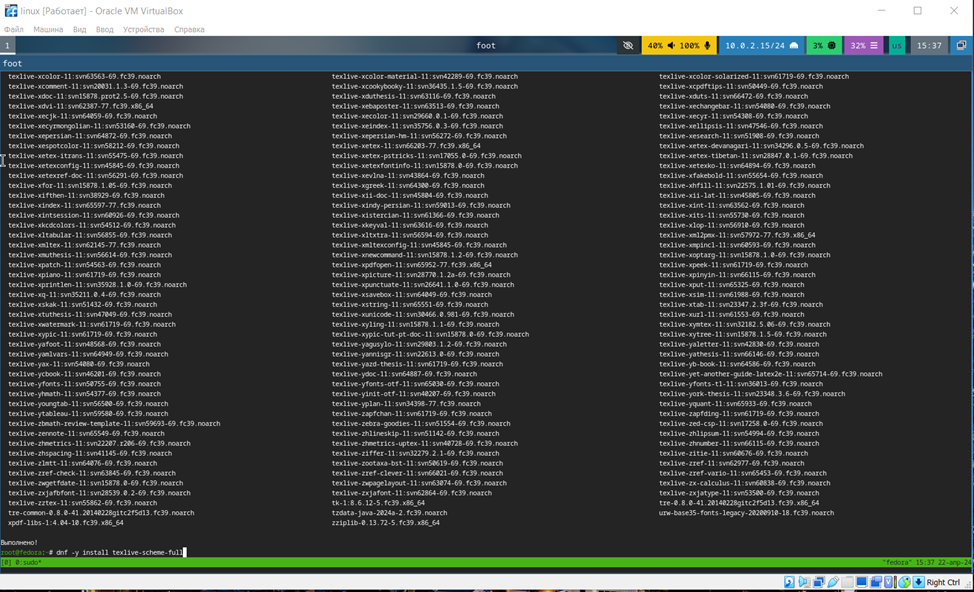 linux [Работает] - Oracle VM VirtualBox
Файл Машина Вид Ввод Устройства Справка
1 foot 40% 100% 10.0.2.15/24 3% 32% us 15:37
foot
texlive-xcolor-11:svn63563-69.fc39.noarch texlive-xcolor-material-11:svn42289-69.fc39.noarch texlive-xcolor-solarized-11:svn61719-69.fc39.noarch
texlive-xcomment-11:svn20031.1.3-69.fc39.noarch texlive-xcookybooky-11:svn36435.1.5-69.fc39.noarch texlive-xcpdftips-11:svn50449-69.fc39.noarch
texlive-xdoc-11:svn15878.prot2.5-69.fc39.noarch texlive-xduthesis-11:svn63116-69.fc39.noarch texlive-xduts-11:svn66472-69.fc39.noarch
texlive-xdvi-11:svn62387-77.fc39.x86_64 texlive-xebaposter-11:svn63513-69.fc39.noarch texlive-xechangebar-11:svn54080-69.fc39.noarch
texlive-xecjk-11:svn64059-69.fc39.noarch texlive-xecolor-11:svn29660.0.1-69.fc39.noarch texlive-xecyr-11:svn54308-69.fc39.noarch
texlive-xecyrmongolian-11:svn53160-69.fc39.noarch texlive-xeindex-11:svn35756.0.3-69.fc39.noarch texlive-xellipsis-11:svn47546-69.fc39.noarch
texlive-xepersian-11:svn64872-69.fc39.noarch texlive-xepersian-hm-11:svn56272-69.fc39.noarch texlive-xesearch-11:svn51908-69.fc39.noarch
texlive-xespotcolor-11:svn58212-69.fc39.noarch texlive-xetex-11:svn66203-77.fc39.x86_64 texlive-xetex-devanagari-11:svn34296.0.5-69.fc39.noarch
texlive-xetex-itrans-11:svn55475-69.fc39.noarch texlive-xetex-pstricks-11:svn17055.0-69.fc39.noarch texlive-xetex-tibetan-11:svn28847.0.1-69.fc39.noarch
texlive-xetexconfig-11:svn45845-69.fc39.noarch texlive-xetexfontinfo-11:svn15878.0-69.fc39.noarch texlive-xetexko-11:svn64894-69.fc39.noarch
texlive-xetexref-doc-11:svn56291-69.fc39.noarch texlive-xevlna-11:svn43864-69.fc39.noarch texlive-xfakebold-11:svn55654-69.fc39.noarch
texlive-xfor-11:svn15878.1.05-69.fc39.noarch texlive-xgreek-11:svn64300-69.fc39.noarch texlive-xhfill-11:svn22575.1.01-69.fc39.noarch
texlive-xifthen-11:svn38929-69.fc39.noarch texlive-xii-doc-11:svn45804-69.fc39.noarch texlive-xii-lat-11:svn45805-69.fc39.noarch
texlive-xindex-11:svn65597-77.fc39.noarch texlive-xindy-persian-11:svn59013-69.fc39.noarch texlive-xint-11:svn63562-69.fc39.noarch
texlive-xintsession-11:svn60926-69.fc39.noarch texlive-xistercian-11:svn61366-69.fc39.noarch texlive-xits-11:svn55730-69.fc39.noarch
texlive-xkcdcolors-11:svn54512-69.fc39.noarch texlive-xkeyval-11:svn63616-69.fc39.noarch texlive-xlop-11:svn56910-69.fc39.noarch
texlive-xltabular-11:svn56855-69.fc39.noarch texlive-xltxtra-11:svn56594-69.fc39.noarch texlive-xml2pmx-11:svn57972-77.fc39.x86_64
texlive-xmltex-11:svn62145-77.fc39.noarch texlive-xmltexconfig-11:svn45845-69.fc39.noarch texlive-xmpincl-11:svn60593-69.fc39.noarch
texlive-xmuthesis-11:svn56614-69.fc39.noarch texlive-xnewcommand-11:svn15878.1.2-69.fc39.noarch texlive-xoptarg-11:svn15878.1.0-69.fc39.noarch
texlive-xpatch-11:svn54563-69.fc39.noarch texlive-xpdfopen-11:svn65952-77.fc39.x86_64 texlive-xpeek-11:svn61719-69.fc39.noarch
texlive-xpiano-11:svn61719-69.fc39.noarch texlive-xpicture-11:svn28770.1.2a-69.fc39.noarch texlive-xpinyin-11:svn66115-69.fc39.noarch
texlive-xprintlen-11:svn35928.1.0-69.fc39.noarch texlive-xpunctuate-11:svn26641.1.0-69.fc39.noarch texlive-xput-11:svn65325-69.fc39.noarch
texlive-xq-11:svn35211.0.4-69.fc39.noarch texlive-xsavebox-11:svn64049-69.fc39.noarch texlive-xsim-11:svn61988-69.fc39.noarch
texlive-xskak-11:svn51432-69.fc39.noarch texlive-xstring-11:svn65551-69.fc39.noarch texlive-xtab-11:svn23347.2.3f-69.fc39.noarch
texlive-xtuthesis-11:svn47049-69.fc39.noarch texlive-xunicode-11:svn30466.0.981-69.fc39.noarch texlive-xurl-11:svn61553-69.fc39.noarch
texlive-xwatermark-11:svn61719-69.fc39.noarch texlive-xyling-11:svn15878.1.1-69.fc39.noarch texlive-xymtex-11:svn32182.5.06-69.fc39.noarch
texlive-xypic-11:svn61719-69.fc39.noarch texlive-xypic-tut-pt-doc-11:svn15878.0-69.fc39.noarch texlive-xytree-11:svn15878.1.5-69.fc39.noarch
texlive-yafoot-11:svn48568-69.fc39.noarch texlive-yagusylo-11:svn29803.1.2-69.fc39.noarch texlive-yaletter-11:svn42830-69.fc39.noarch
texlive-yamlvars-11:svn64949-69.fc39.noarch texlive-yannisgr-11:svn22613.0-69.fc39.noarch texlive-yathesis-11:svn66146-69.fc39.noarch
texlive-yax-11:svn54080-69.fc39.noarch texlive-yazd-thesis-11:svn61719-69.fc39.noarch texlive-yb-book-11:svn64586-69.fc39.noarch
texlive-ycbook-11:svn46201-69.fc39.noarch texlive-ydoc-11:svn64887-69.fc39.noarch texlive-yet-another-guide-latex2e-11:svn65714-69.fc39.noarch
texlive-yfonts-11:svn50755-69.fc39.noarch texlive-yfonts-otf-11:svn65030-69.fc39.noarch texlive-yfonts-t1-11:svn36013-69.fc39.noarch
texlive-yhmath-11:svn54377-69.fc39.noarch texlive-yinit-otf-11:svn40207-69.fc39.noarch texlive-york-thesis-11:svn23348.3.6-69.fc39.noarch
texlive-youngtab-11:svn56500-69.fc39.noarch texlive-yplan-11:svn34398-77.fc39.noarch texlive-yquant-11:svn65933-69.fc39.noarch
texlive-ytableau-11:svn59580-69.fc39.noarch texlive-zapfchan-11:svn61719-69.fc39.noarch texlive-zapfding-11:svn61719-69.fc39.noarch
texlive-zbmath-review-template-11:svn59693-69.fc39.noarch texlive-zebra-goodies-11:svn51554-69.fc39.noarch texlive-zed-csp-11:svn17258.0-69.fc39.noarch
texlive-zennote-11:svn65549-69.fc39.noarch texlive-zhlineskip-11:svn51142-69.fc39.noarch texlive-zhlipsum-11:svn54994-69.fc39.noarch
texlive-zhmetrics-11:svn22207.r206-69.fc39.noarch texlive-zhmetrics-uptex-11:svn40728-69.fc39.noarch texlive-zhnumber-11:svn66115-69.fc39.noarch
texlive-zhspacing-11:svn41145-69.fc39.noarch texlive-ziffer-11:svn32279.2.1-69.fc39.noarch texlive-zitie-11:svn60676-69.fc39.noarch
texlive-zlmtt-11:svn64076-69.fc39.noarch texlive-zootaxa-bst-11:svn50619-69.fc39.noarch texlive-zref-11:svn62977-69.fc39.noarch
texlive-zref-check-11:svn63845-69.fc39.noarch texlive-zref-clever-11:svn66021-69.fc39.noarch texlive-zref-vario-11:svn65453-69.fc39.noarch
texlive-zwgetfdate-11:svn15878.0-69.fc39.noarch texlive-zwpagelayout-11:svn63074-69.fc39.noarch texlive-zx-calculus-11:svn60838-69.fc39.noarch
texlive-zxjafbfont-11:svn28539.0.2-69.fc39.noarch texlive-zxjafont-11:svn62864-69.fc39.noarch texlive-zxjatype-11:svn53500-69.fc39.noarch
texlive-zztex-11:svn55862-69.fc39.noarch tk-1:8.6.12-5.fc39.x86_64 tre-0.8.0-41.20140228gitc2f5d13.fc39.x86_64
tre-common-0.8.0-41.20140228gitc2f5d13.fc39.noarch tzdata-java-2024a-2.fc39.noarch urw-base35-fonts-legacy-20200910-18.fc39.noarch
xpdf-libs-1:4.04-10.fc39.x86_64 zziplib-0.13.72-5.fc39.x86_64
Выполнено!
root@fedora:~# dnf -y install texlive-scheme-full
[0] 0:sudo* "fedora" 15:37 22-апр-24
Right Ctrl